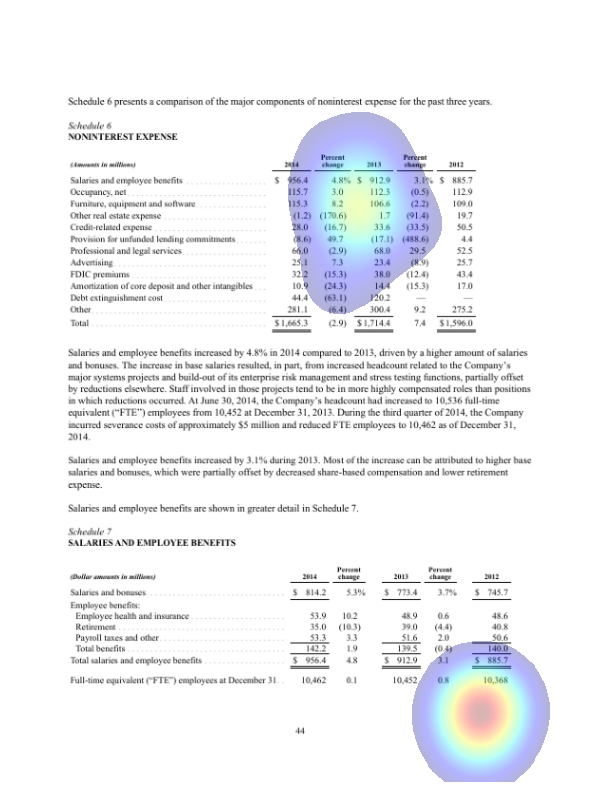 Schedule 6 presents a comparison of the major components of noninterest expense for the past three years.
Schedule 6
NONINTEREST EXPENSE
(Amounts in millions) 2014 Percent change 2013 Percent change 2012
Salaries and employee benefits $ 956.4 4.8% $ 912.9 3.1% $ 885.7
Occupancy, net 115.7 3.0 112.3 (0.5) 112.9
Furniture, equipment and software 115.3 8.2 106.6 (2.2) 109.0
Other real estate expense (1.2) (170.6) 1.7 (91.4) 19.7
Credit-related expense 28.0 (16.7) 33.6 (33.5) 50.5
Provision for unfunded lending commitments (8.6) 49.7 (17.1) (488.6) 4.4
Professional and legal services 66.0 (2.9) 68.0 29.5 52.5
Advertising 25.1 7.3 23.4 (8.9) 25.7
FDIC premiums 32.2 (15.3) 38.0 (12.4) 43.4
Amortization of core deposit and other intangibles 10.9 (24.3) 14.4 (15.3) 17.0
Debt extinguishment cost 44.4 (63.1) 120.2 — —
Other 281.1 (6.4) 300.4 9.2 275.2
Total $ 1,665.3 (2.9) $ 1,714.4 7.4 $ 1,596.0
Salaries and employee benefits increased by 4.8% in 2014 compared to 2013, driven by a higher amount of salaries
and bonuses. The increase in base salaries resulted, in part, from increased headcount related to the Company’s
major systems projects and build-out of its enterprise risk management and stress testing functions, partially offset
by reductions elsewhere. Staff involved in those projects tend to be in more highly compensated roles than positions
in which reductions occurred. At June 30, 2014, the Company’s headcount had increased to 10,536 full-time
equivalent (“FTE”) employees from 10,452 at December 31, 2013. During the third quarter of 2014, the Company
incurred severance costs of approximately $5 million and reduced FTE employees to 10,462 as of December 31,
2014.
Salaries and employee benefits increased by 3.1% during 2013. Most of the increase can be attributed to higher base
salaries and bonuses, which were partially offset by decreased share-based compensation and lower retirement
expense.
Salaries and employee benefits are shown in greater detail in Schedule 7.
Schedule 7
SALARIES AND EMPLOYEE BENEFITS
(Dollar amounts in millions) 2014 Percent change 2013 Percent change 2012
Salaries and bonuses $ 814.2 5.3% $ 773.4 3.7% $ 745.7
Employee benefits:
Employee health and insurance 53.9 10.2 48.9 0.6 48.6
Retirement 35.0 (10.3) 39.0 (4.4) 40.8
Payroll taxes and other 53.3 3.3 51.6 2.0 50.6
Total benefits 142.2 1.9 139.5 (0.4) 140.0
Total salaries and employee benefits $ 956.4 4.8 $ 912.9 3.1 $ 885.7
Full-time equivalent (“FTE”) employees at December 31 10,462 0.1 10,452 0.8 10,368
44